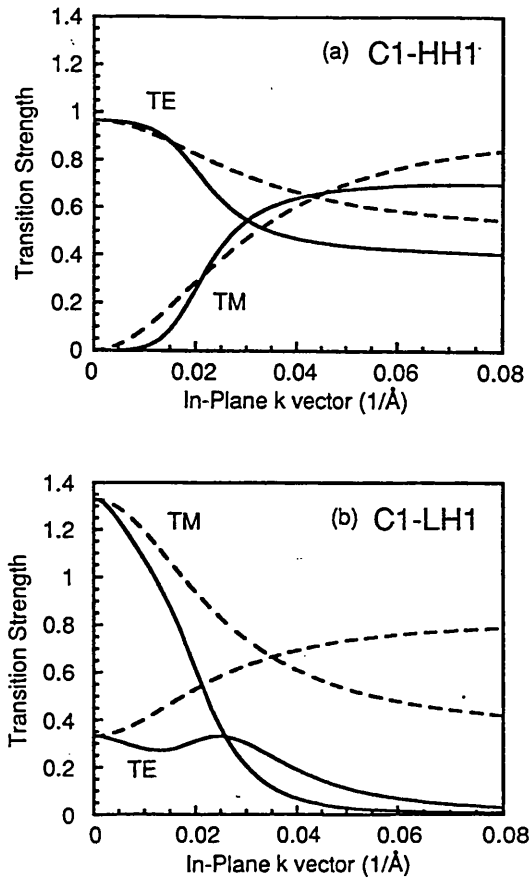 (a) C1-HH1
TE
TM
Transition Strength
1.4
1.2
1
0.8
0.6
0.4
0.2
0
0 0.02 0.04 0.06 0.08
In-Plane k vector (1/Å)
(b) C1-LH1
TM
TE
Transition Strength
1.4
1.2
1
0.8
0.6
0.4
0.2
0
0 0.02 0.04 0.06 0.08
In-Plane k vector (1/Å)